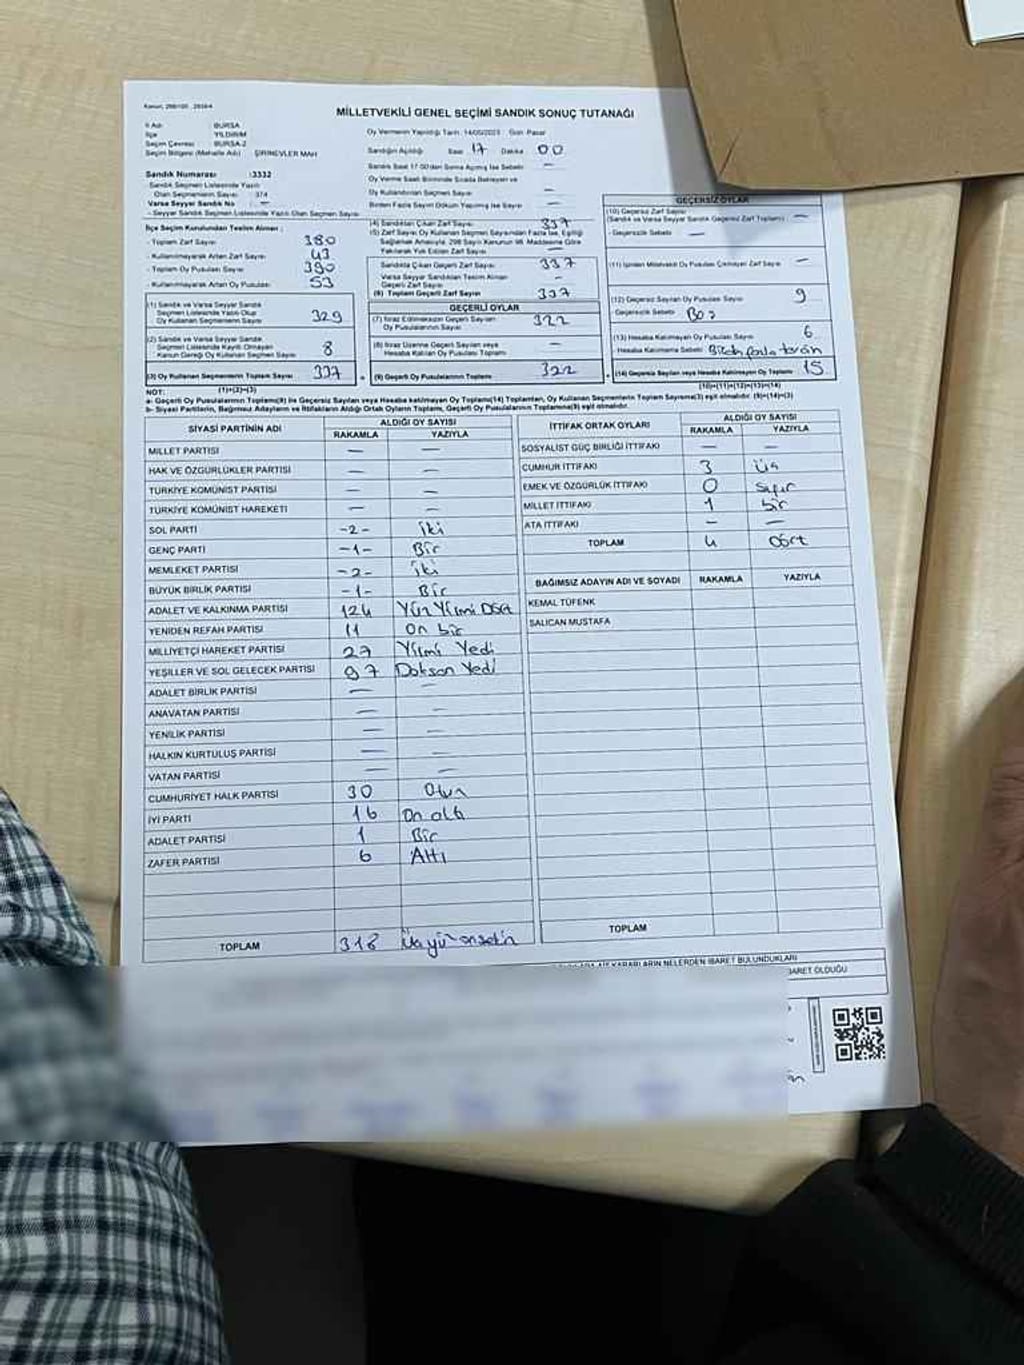 MİLLETVEKİLİ GENEL SEÇİMİ SANDIK SONUÇ TUTANAĞI
İl Adı : BURSA
İlçe : YILDIRIM
Seçim Çevresi : BURSA-2
Seçim Bölgesi (Mahalle Adı) : ŞİRİNEVLER MAH
Sandık Numarası : 3332
Sandık Seçmen Listesinde Yazılı
Olan Seçmenlerin Sayısı : 374
Varsa Seyyar Sandık No : —
- Seyyar Sandık Seçmen Listesinde Yazılı Olan Seçmen Sayısı
Oy Vermenin Yapıldığı Tarih: 14/05/2023 Gün: Pazar
Sandığın Açıldığı Saat 17 Dakika 00
Sandık Saat 17.00'den Sonra Açılmış İse Sebebi —
Oy Verme Saati Bitiminde Sırada Bekleyen ve
Oy Kullandırılan Seçmen Sayısı —
Birden Fazla Sayım Döküm Yapılmış İse Sayısı —
İlçe Seçim Kurulundan Teslim Alınan ;
- Toplam Zarf Sayısı 380
- Kullanılmayarak Artan Zarf Sayısı 43
- Toplam Oy Pusulası Sayısı 390
- Kullanılmayarak Artan Oy Pusulası 53
(1) Sandık ve Varsa Seyyar Sandık
Seçmen Listesinde Yazılı Olup
Oy Kullanan Seçmenlerin Sayısı 329
(2) Sandık ve Varsa Seyyar Sandık
Seçmen Listesinde Kayıtlı Olmayan
Kanun Gereği Oy Kullanan Seçmen Sayısı 8
(3) Oy Kullanan Seçmenlerin Toplam Sayısı 337
(1)+(2)=(3)
(4) Sandıktan Çıkan Zarf Sayısı 337
(5) Zarf Sayısı Oy Kullanan Seçmen Sayısından Fazla İse, Eşitliği
Sağlamak Amacıyla, 298 Sayılı Kanunun 98. Maddesine Göre
Yakılarak Yok Edilen Zarf Sayısı —
Sandıkta Çıkan Geçerli Zarf Sayısı 337
Varsa Seyyar Sandıktan Teslim Alınan
Geçerli Zarf Sayısı —
(6) Toplam Geçerli Zarf Sayısı 337
GEÇERLİ OYLAR
(7) İtiraz Edilmeksizin Geçerli Sayılan
Oy Pusulalarının Sayısı 322
(8) İtiraz Üzerine Geçerli Sayılan veya
Hesaba Katılan Oy Pusulası Toplamı —
(9) Geçerli Oy Pusulalarının Toplamı 322
GEÇERSİZ OYLAR
(10) Geçersiz Zarf Sayısı
(Sandık ve Varsa Seyyar Sandık Geçersiz Zarf Toplamı) —
- Geçersizlik Sebebi —
(11) İçinden Milletvekili Oy Pusulası Çıkmayan Zarf Sayısı —
(12) Geçersiz Sayılan Oy Pusulası Sayısı 9
- Geçersizlik Sebebi Boş
(13) Hesaba Katılmayan Oy Pusulası Sayısı 6
- Hesaba Katılmama Sebebi
(14) Geçersiz Sayılan veya Hesaba Katılmayan Oy Toplamı 15
(10)+(11)+(12)+(13)=(14)
NOT:
a- Geçerli Oy Pusulaları Toplamı(9) ile Geçersiz Sayılan veya Hesaba katılmayan Oy Toplamı(14) Toplamları, Oy Kullanan Seçmenlerin Toplam Sayısına(3) eşit olmalıdır. (9)+(14)=(3)
b- Siyasi Partilerin, Bağımsız Adayların ve İttifakların Aldığı Ortak Oyların Toplamı, Geçerli Oy Pusulalarının Toplamına(9) eşit olmalıdır.
SİYASİ PARTİNİN ADI ALDIĞI OY SAYISI
RAKAMLA YAZIYLA
MİLLET PARTİSİ — —
HAK VE ÖZGÜRLÜKLER PARTİSİ — —
TÜRKİYE KOMÜNİST PARTİSİ — —
TÜRKİYE KOMÜNİST HAREKETİ — —
SOL PARTİ -2- iki
GENÇ PARTİ -1- Bir
MEMLEKET PARTİSİ -2- iki
BÜYÜK BİRLİK PARTİSİ -1- Bir
ADALET VE KALKINMA PARTİSİ 124 Yüz Yirmi Dört
YENİDEN REFAH PARTİSİ 11 On bir
MİLLİYETÇİ HAREKET PARTİSİ 27 Yirmi Yedi
YEŞİLLER VE SOL GELECEK PARTİSİ 97 Doksan Yedi
ADALET BİRLİK PARTİSİ — —
ANAVATAN PARTİSİ — —
YENİLİK PARTİSİ — —
HALKIN KURTULUŞ PARTİSİ — —
VATAN PARTİSİ — —
CUMHURİYET HALK PARTİSİ 30 Otuz
İYİ PARTİ 16 On altı
ADALET PARTİSİ 1 Bir
ZAFER PARTİSİ 6 Altı
TOPLAM 318 Üçyüz onsekiz
İTTİFAK ORTAK OYLARI ALDIĞI OY SAYISI
RAKAMLA YAZIYLA
SOSYALİST GÜÇ BİRLİĞİ İTTİFAKI — —
CUMHUR İTTİFAKI 3 Üç
EMEK VE ÖZGÜRLÜK İTTİFAKI 0 Sıfır
MİLLET İTTİFAKI 1 bir
ATA İTTİFAKI — —
TOPLAM 4 Dört
BAĞIMSIZ ADAYIN ADI VE SOYADI RAKAMLA YAZIYLA
KEMAL TÜFENK
SALİCAN MUSTAFA
TOPLAM
KARARLARIN NELERDEN İBARET BULUNDUKLARI
İBARET OLDUĞU